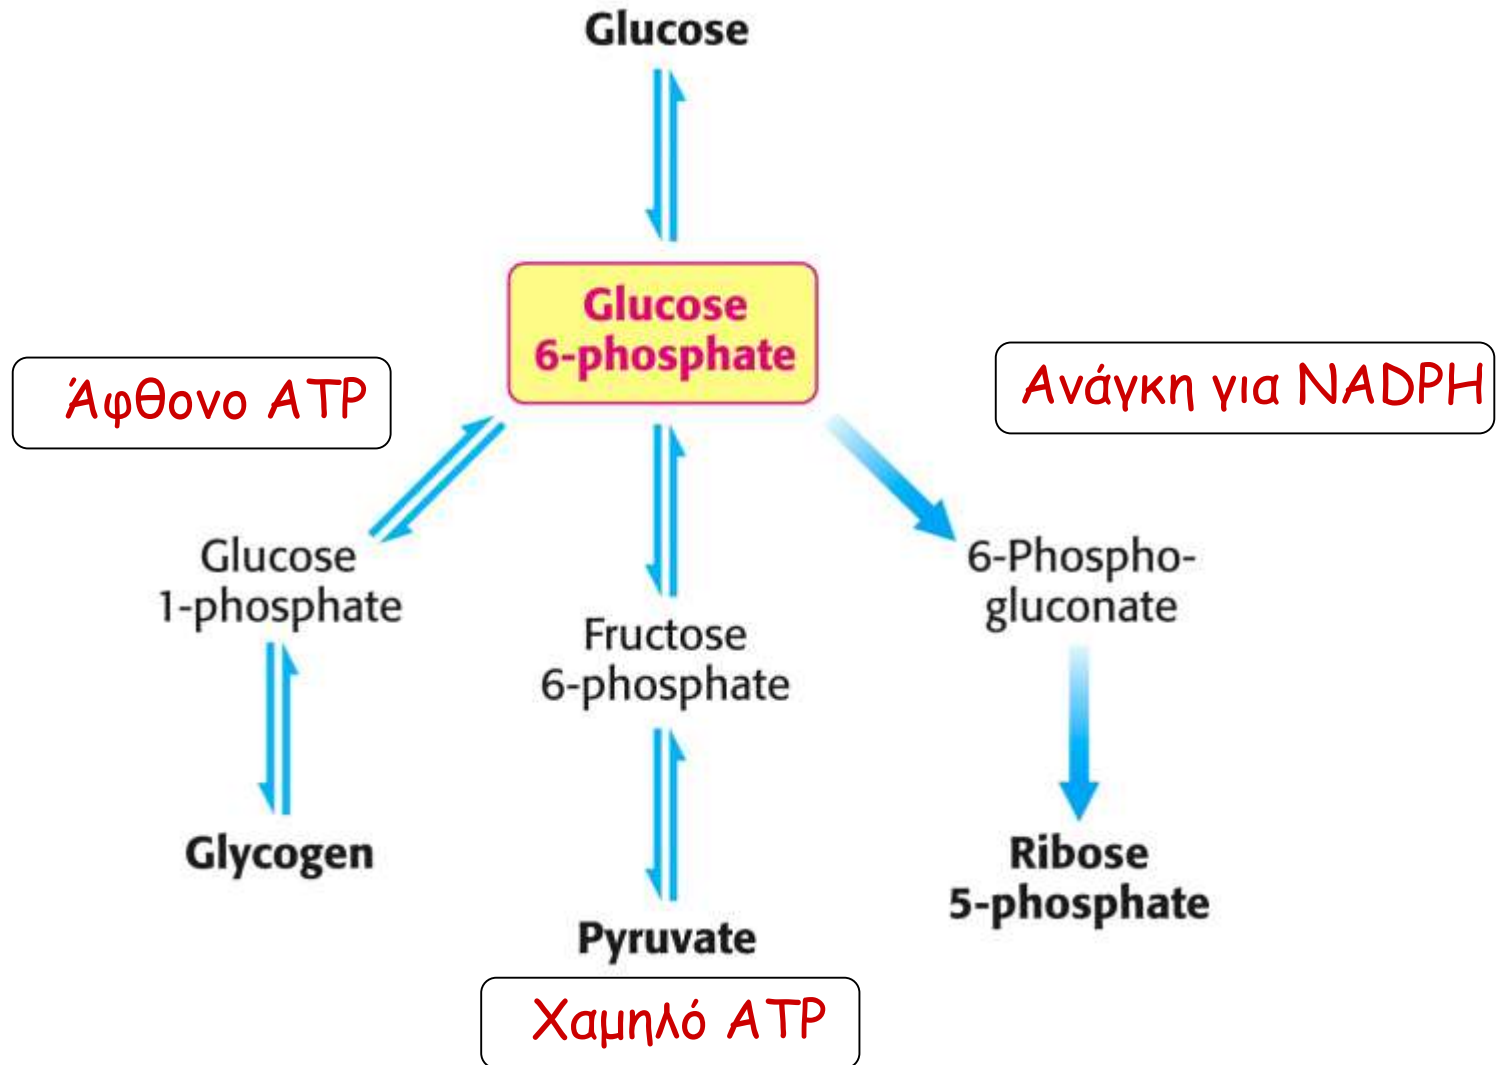 Glucose
Glucose
6-phosphate
Άφθονο ATP
Ανάγκη για NADPH
Glucose
1-phosphate
Fructose
6-phosphate
6-Phospho-
gluconate
Glycogen
Pyruvate
Ribose
5-phosphate
Χαμηλό ATP